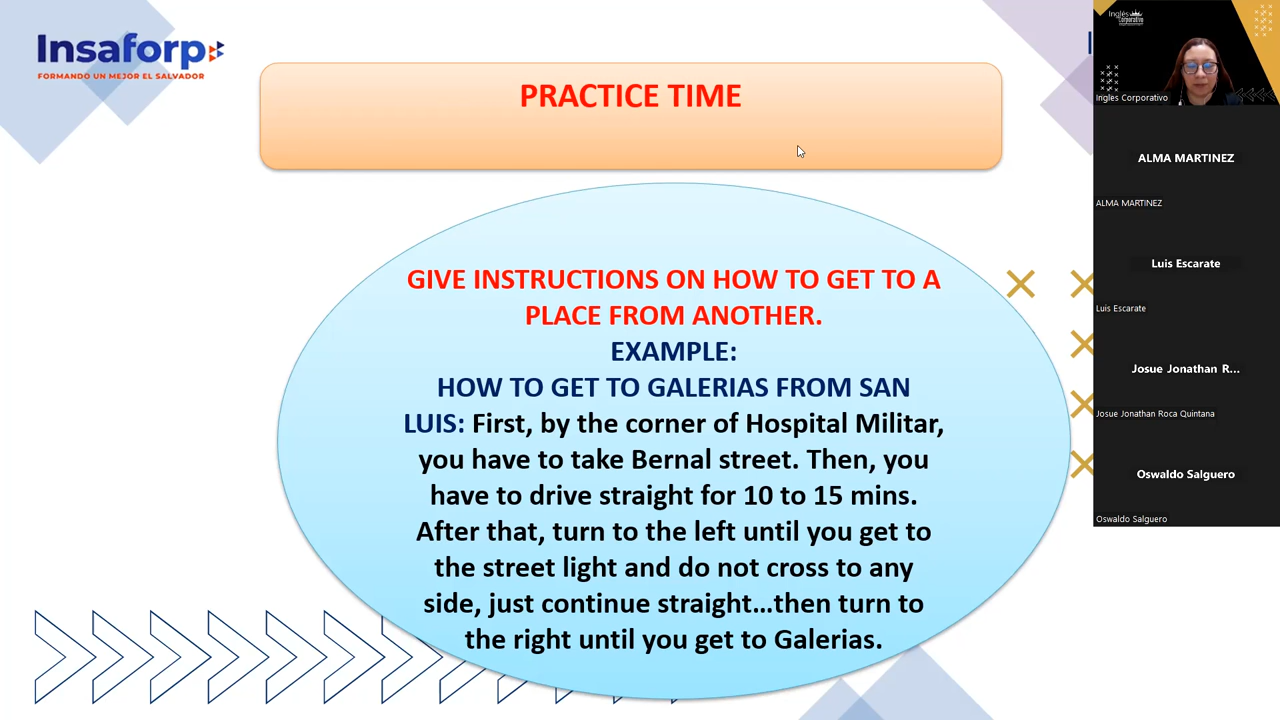 Insaforp
FORMANDO UN MEJOR EL SALVADOR
PRACTICE TIME
GIVE INSTRUCTIONS ON HOW TO GET TO A
PLACE FROM ANOTHER.
EXAMPLE:
HOW TO GET TO GALERIAS FROM SAN
LUIS: First, by the corner of Hospital Militar,
you have to take Bernal street. Then, you
have to drive straight for 10 to 15 mins.
After that, turn to the left until you get to
the street light and do not cross to any
side, just continue straight...then turn to
the right until you get to Galerias.
Inglés
Corporativo
Ingles Corporativo
ALMA MARTINEZ
ALMA MARTINEZ
Luis Escarate
Luis Escarate
Josue Jonathan R...
Josue Jonathan Roca Quintana
Oswaldo Salguero
Oswaldo Salguero